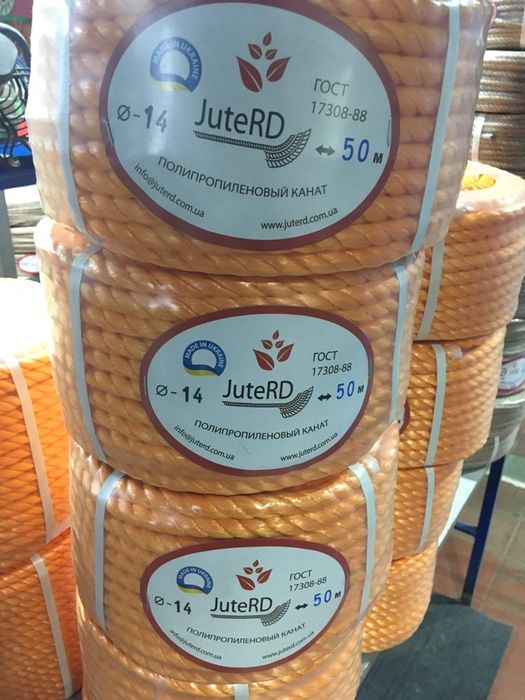 MADE IN UKRAINE
ГОСТ
17308-88
Ø-14
JuteRD
50 м
ПОЛИПРОПИЛЕНОВЫЙ КАНАТ
info@juterd.com.ua
www.juterd.com.ua
MADE IN UKRAINE
ГОСТ
17308-88
Ø-14
JuteRD
50 м
ПОЛИПРОПИЛЕНОВЫЙ КАНАТ
info@juterd.com.ua
www.juterd.com.ua
MADE IN UKRAINE
ГОСТ
17308-88
Ø-14
JuteRD
50 м
ПОЛИПРОПИЛЕНОВЫЙ КАНАТ
info@juterd.com.ua
www.juterd.com.ua